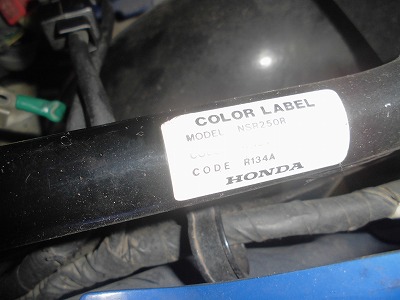 COLOR LABEL
MODEL NSR250R
CODE R134A
HONDA